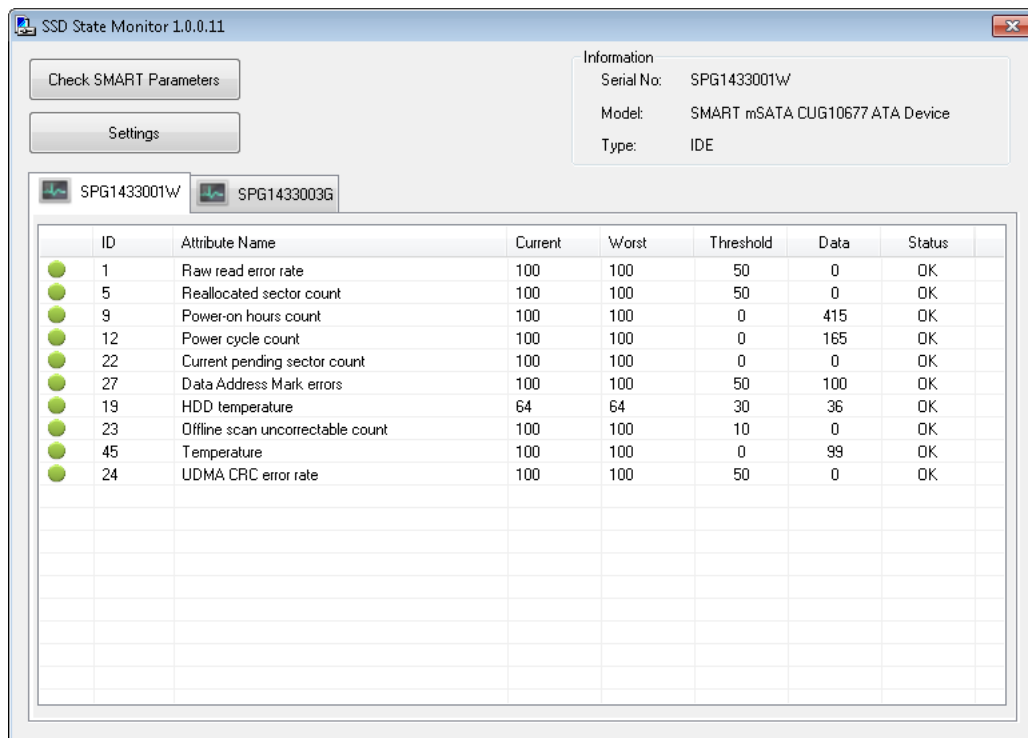 SSD State Monitor 1.0.0.11
Check SMART Parameters
Settings
Information
Serial No: SPG1433001W
Model: SMART mSATA CUG10677 ATA Device
Type: IDE
SPG1433001W SPG1433003G
ID Attribute Name Current Worst Threshold Data Status
1 Raw read error rate 100 100 50 0 OK
5 Reallocated sector count 100 100 50 0 OK
9 Power-on hours count 100 100 0 415 OK
12 Power cycle count 100 100 0 165 OK
22 Current pending sector count 100 100 0 0 OK
27 Data Address Mark errors 100 100 50 100 OK
19 HDD temperature 64 64 30 36 OK
23 Offline scan uncorrectable count 100 100 10 0 OK
45 Temperature 100 100 0 99 OK
24 UDMA CRC error rate 100 100 50 0 OK